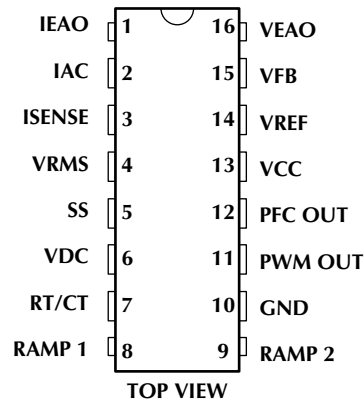 IEAO 1 16 VEAO
IAC 2 15 VFB
ISENSE 3 14 VREF
VRMS 4 13 VCC
SS 5 12 PFC OUT
VDC 6 11 PWM OUT
RT/CT 7 10 GND
RAMP 1 8 9 RAMP 2
TOP VIEW